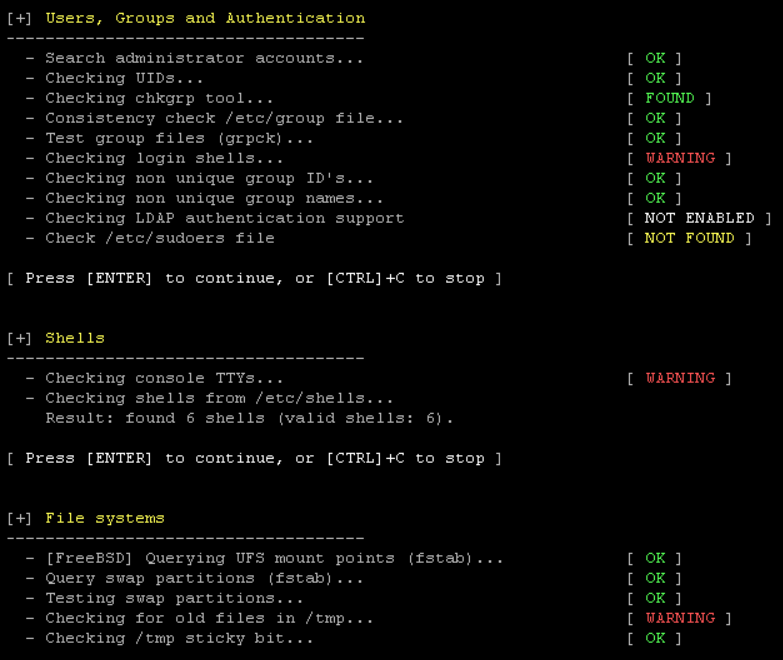 [+] Users, Groups and Authentication
------------------------------------
- Search administrator accounts... [ OK ]
- Checking UIDs... [ OK ]
- Checking chkgrp tool... [ FOUND ]
- Consistency check /etc/group file... [ OK ]
- Test group files (grpck)... [ OK ]
- Checking login shells... [ WARNING ]
- Checking non unique group ID's... [ OK ]
- Checking non unique group names... [ OK ]
- Checking LDAP authentication support [ NOT ENABLED ]
- Check /etc/sudoers file [ NOT FOUND ]
[ Press [ENTER] to continue, or [CTRL]+C to stop ]
[+] Shells
------------------------------------
- Checking console TTYs... [ WARNING ]
- Checking shells from /etc/shells...
Result: found 6 shells (valid shells: 6).
[ Press [ENTER] to continue, or [CTRL]+C to stop ]
[+] File systems
------------------------------------
- [FreeBSD] Querying UFS mount points (fstab)... [ OK ]
- Query swap partitions (fstab)... [ OK ]
- Testing swap partitions... [ OK ]
- Checking for old files in /tmp... [ WARNING ]
- Checking /tmp sticky bit... [ OK ]